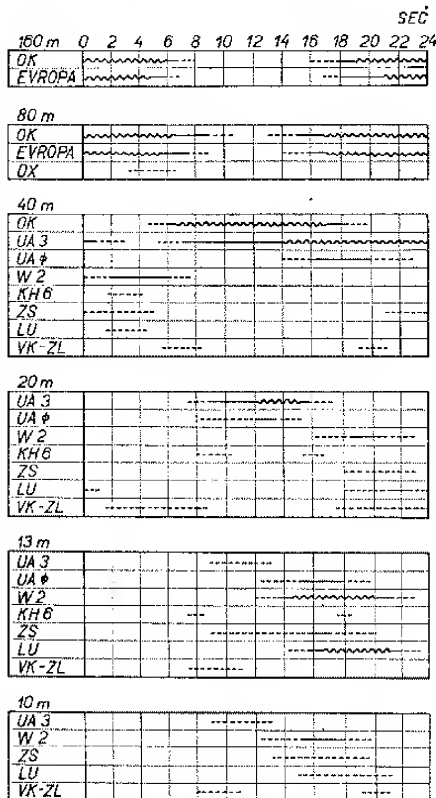 SEČ
160 m 0 2 4 6 8 10 12 14 16 18 20 22 24
OK
EVROPA
80 m
OK
EVROPA
OX
40 m
OK
UA 3
UA ϕ
W 2
KH 6
ZS
LU
VK-ZL
20 m
UA 3
UA ϕ
W 2
KH 6
ZS
LU
VK-ZL
13 m
UA 3
UA ϕ
W 2
KH 6
ZS
LU
VK-ZL
10 m
UA 3
W 2
ZS
LU
VK-ZL